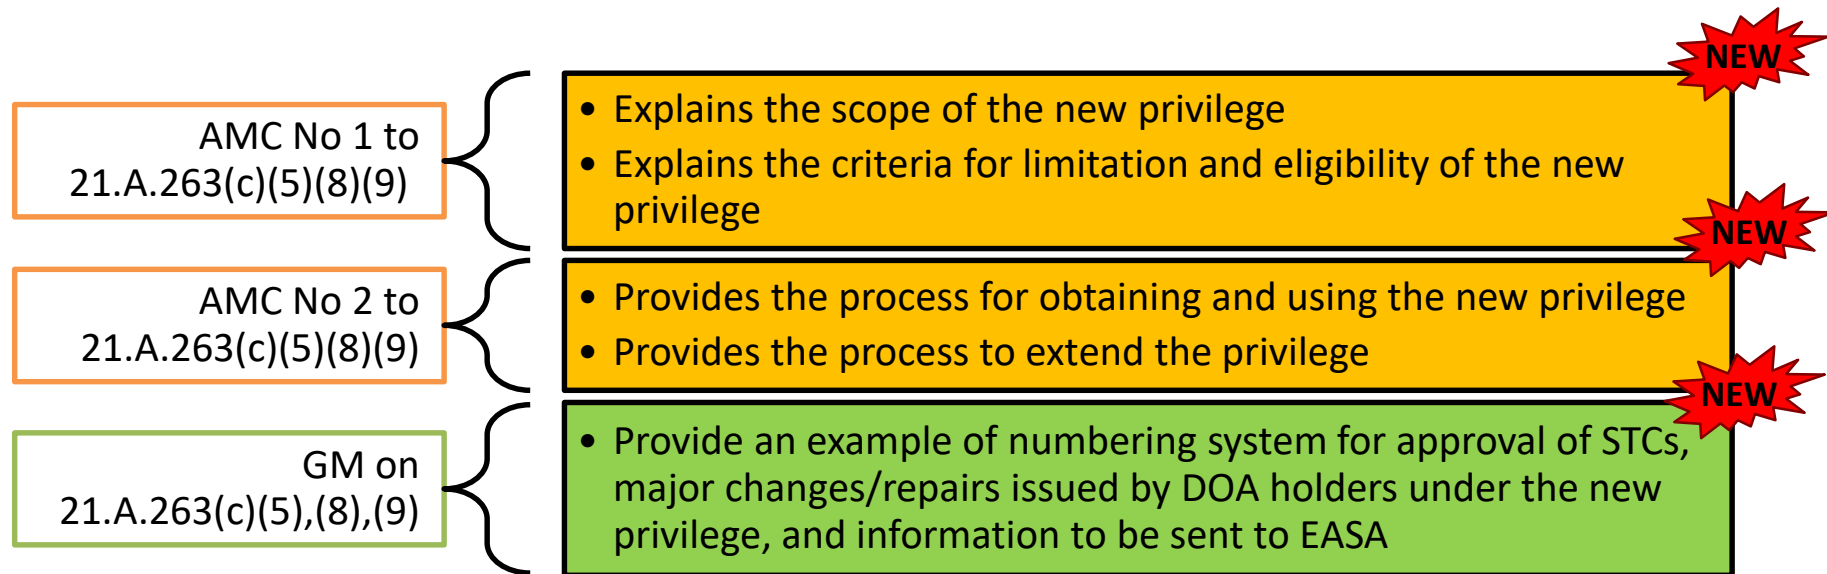 NEW
AMC No 1 to
21.A.263(c)(5)(8)(9)
• Explains the scope of the new privilege
• Explains the criteria for limitation and eligibility of the new
privilege
NEW
AMC No 2 to
21.A.263(c)(5)(8)(9)
• Provides the process for obtaining and using the new privilege
• Provides the process to extend the privilege
NEW
GM on
21.A.263(c)(5),(8),(9)
• Provide an example of numbering system for approval of STCs,
major changes/repairs issued by DOA holders under the new
privilege, and information to be sent to EASA